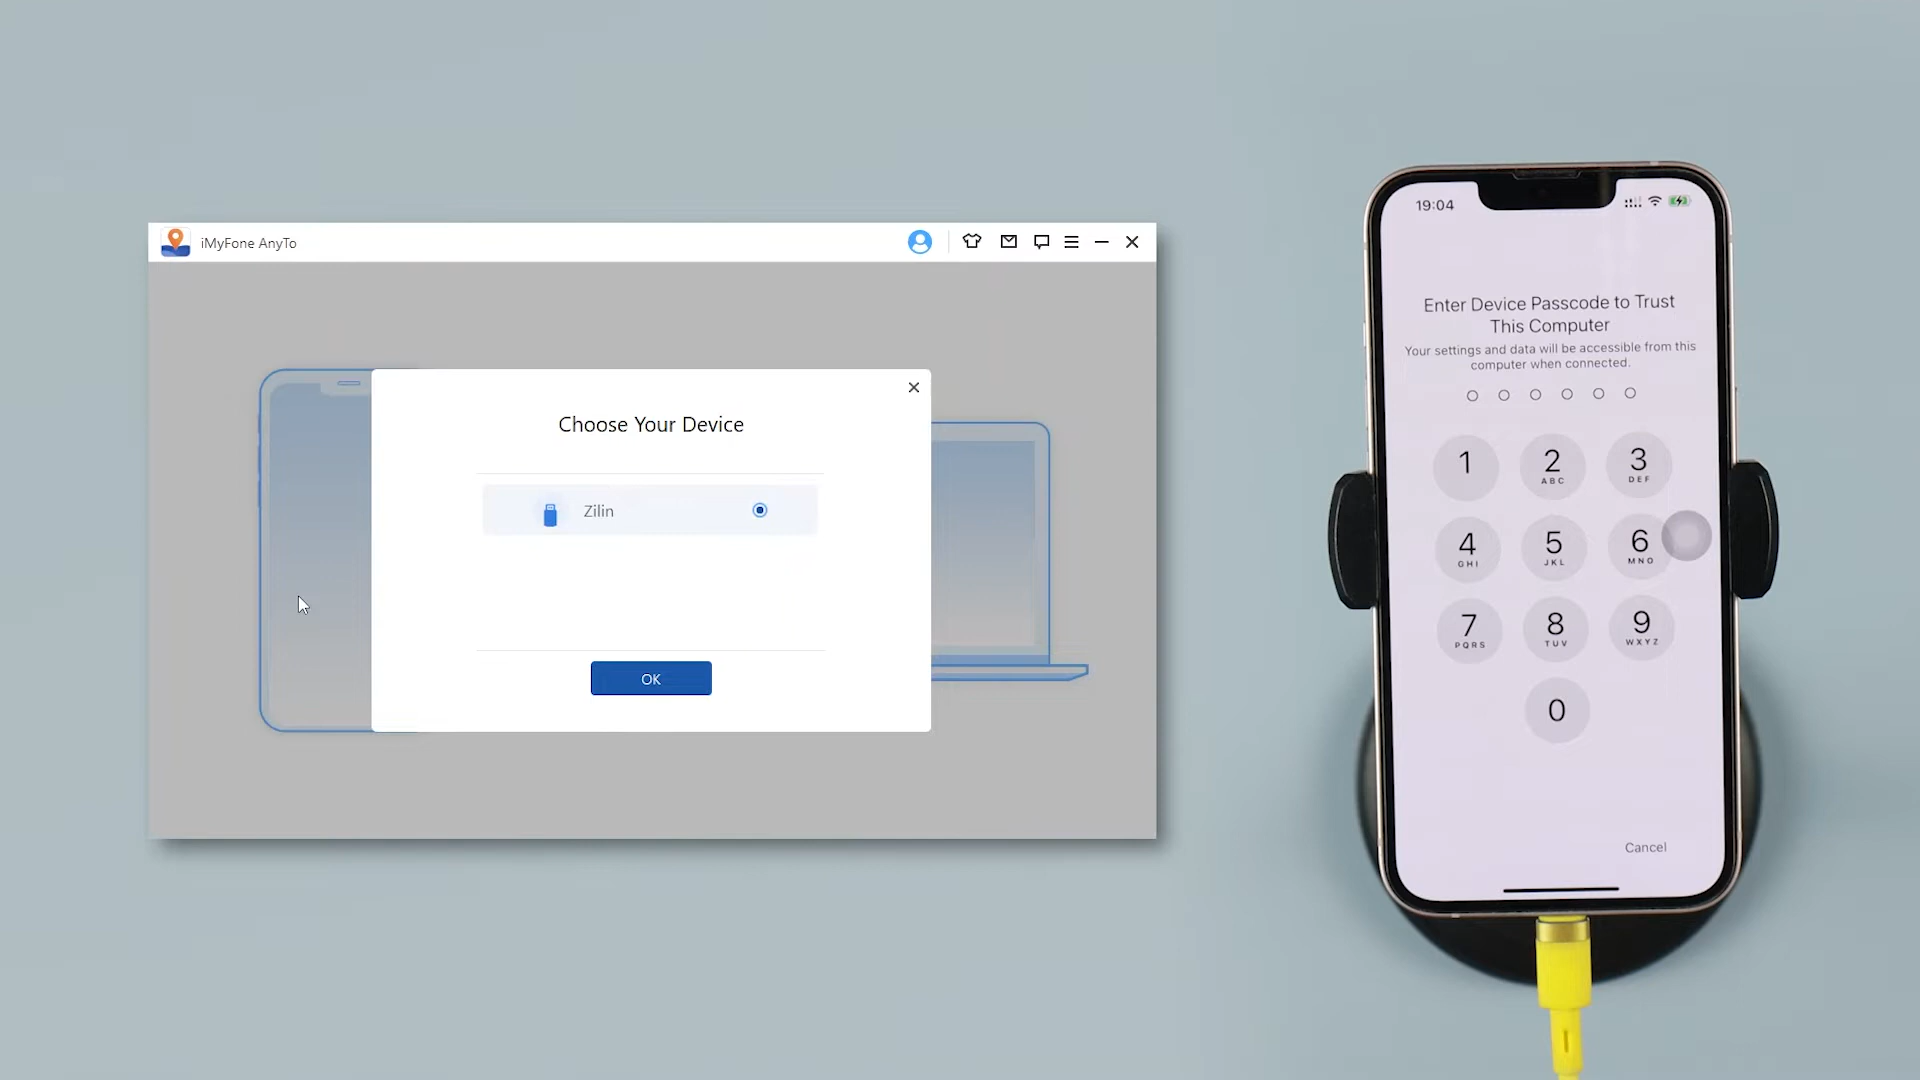 iMyFone AnyTo
Choose Your Device
Zilin
OK
19:04
Enter Device Passcode to Trust
This Computer
Your settings and data will be accessible from this
computer when connected.
1
2
ABC
3
DEF
4
GHI
5
JKL
6
MNO
7
PQRS
8
TUV
9
WXYZ
0
Cancel